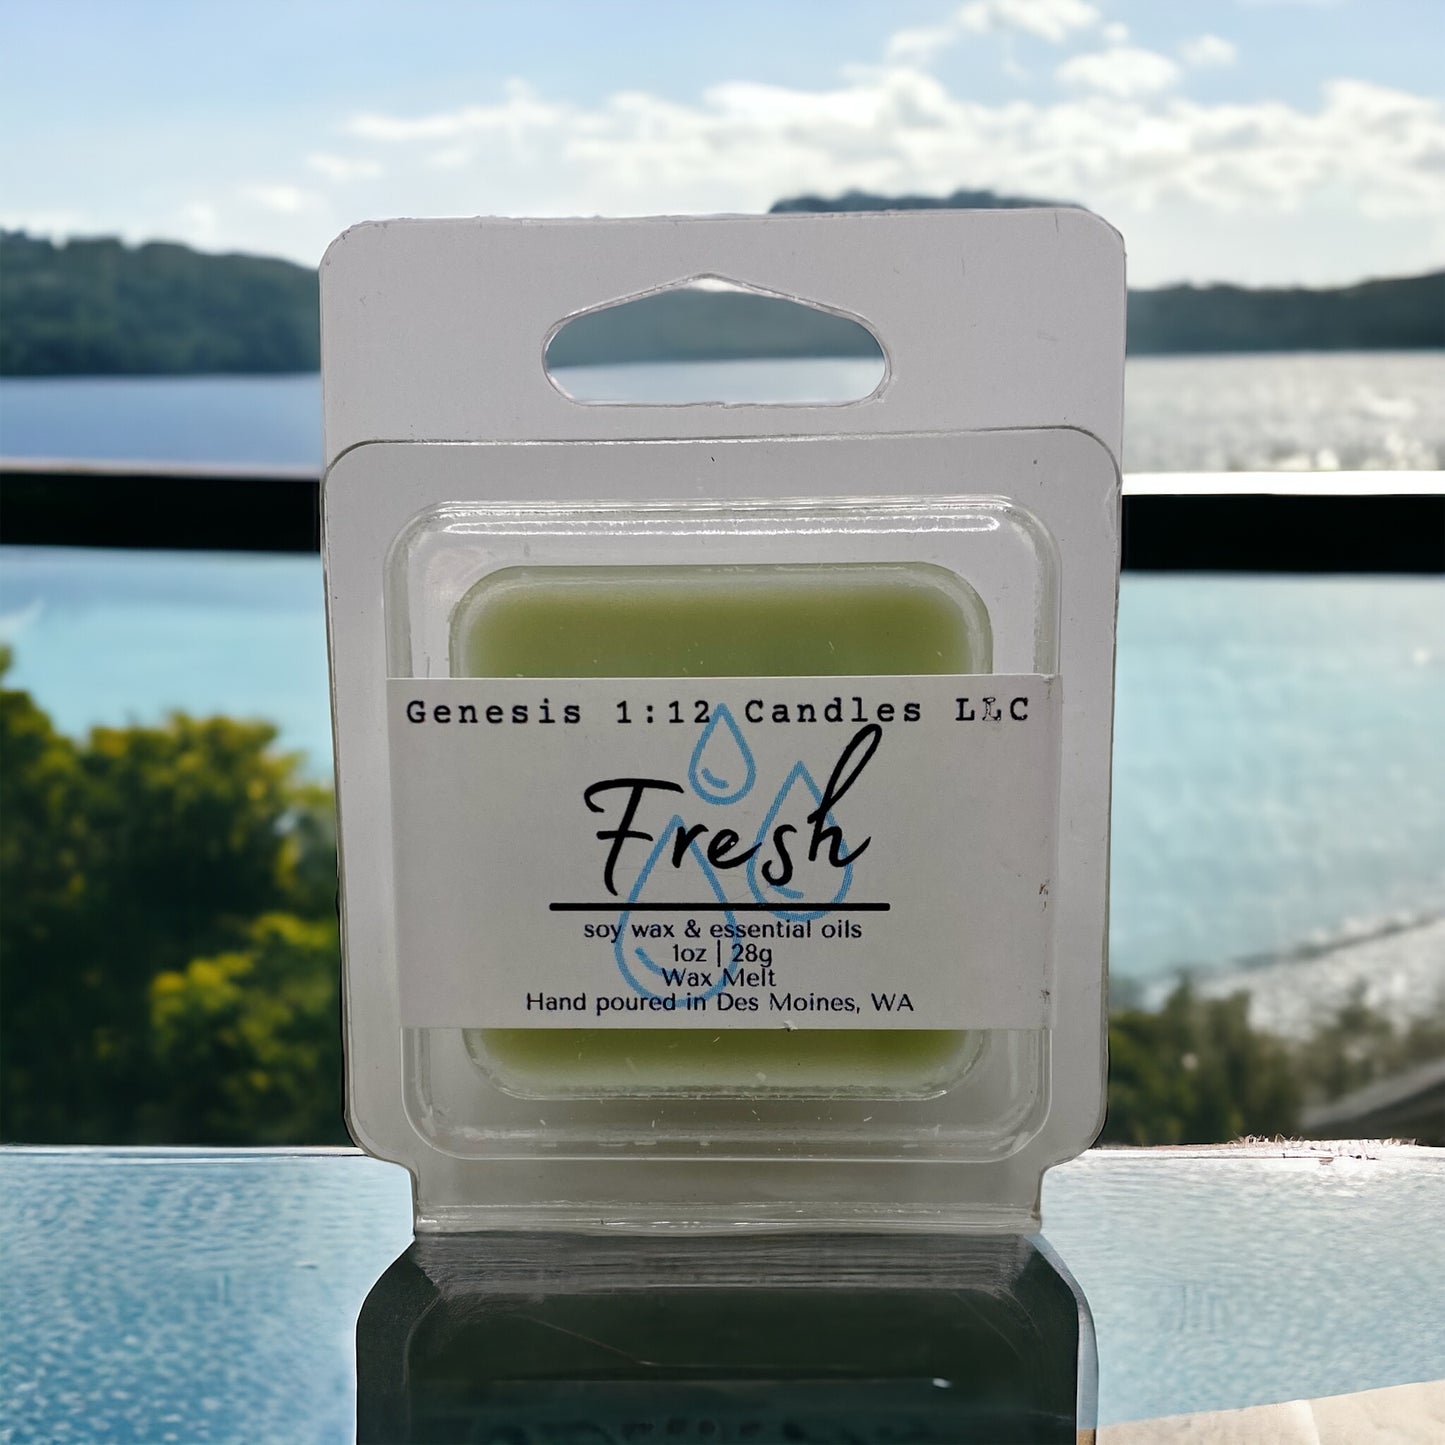 Genesis 1:12 Candles LLC
Fresh
soy wax & essential oils
1oz | 28g
Wax Melt
Hand poured in Des Moines, WA